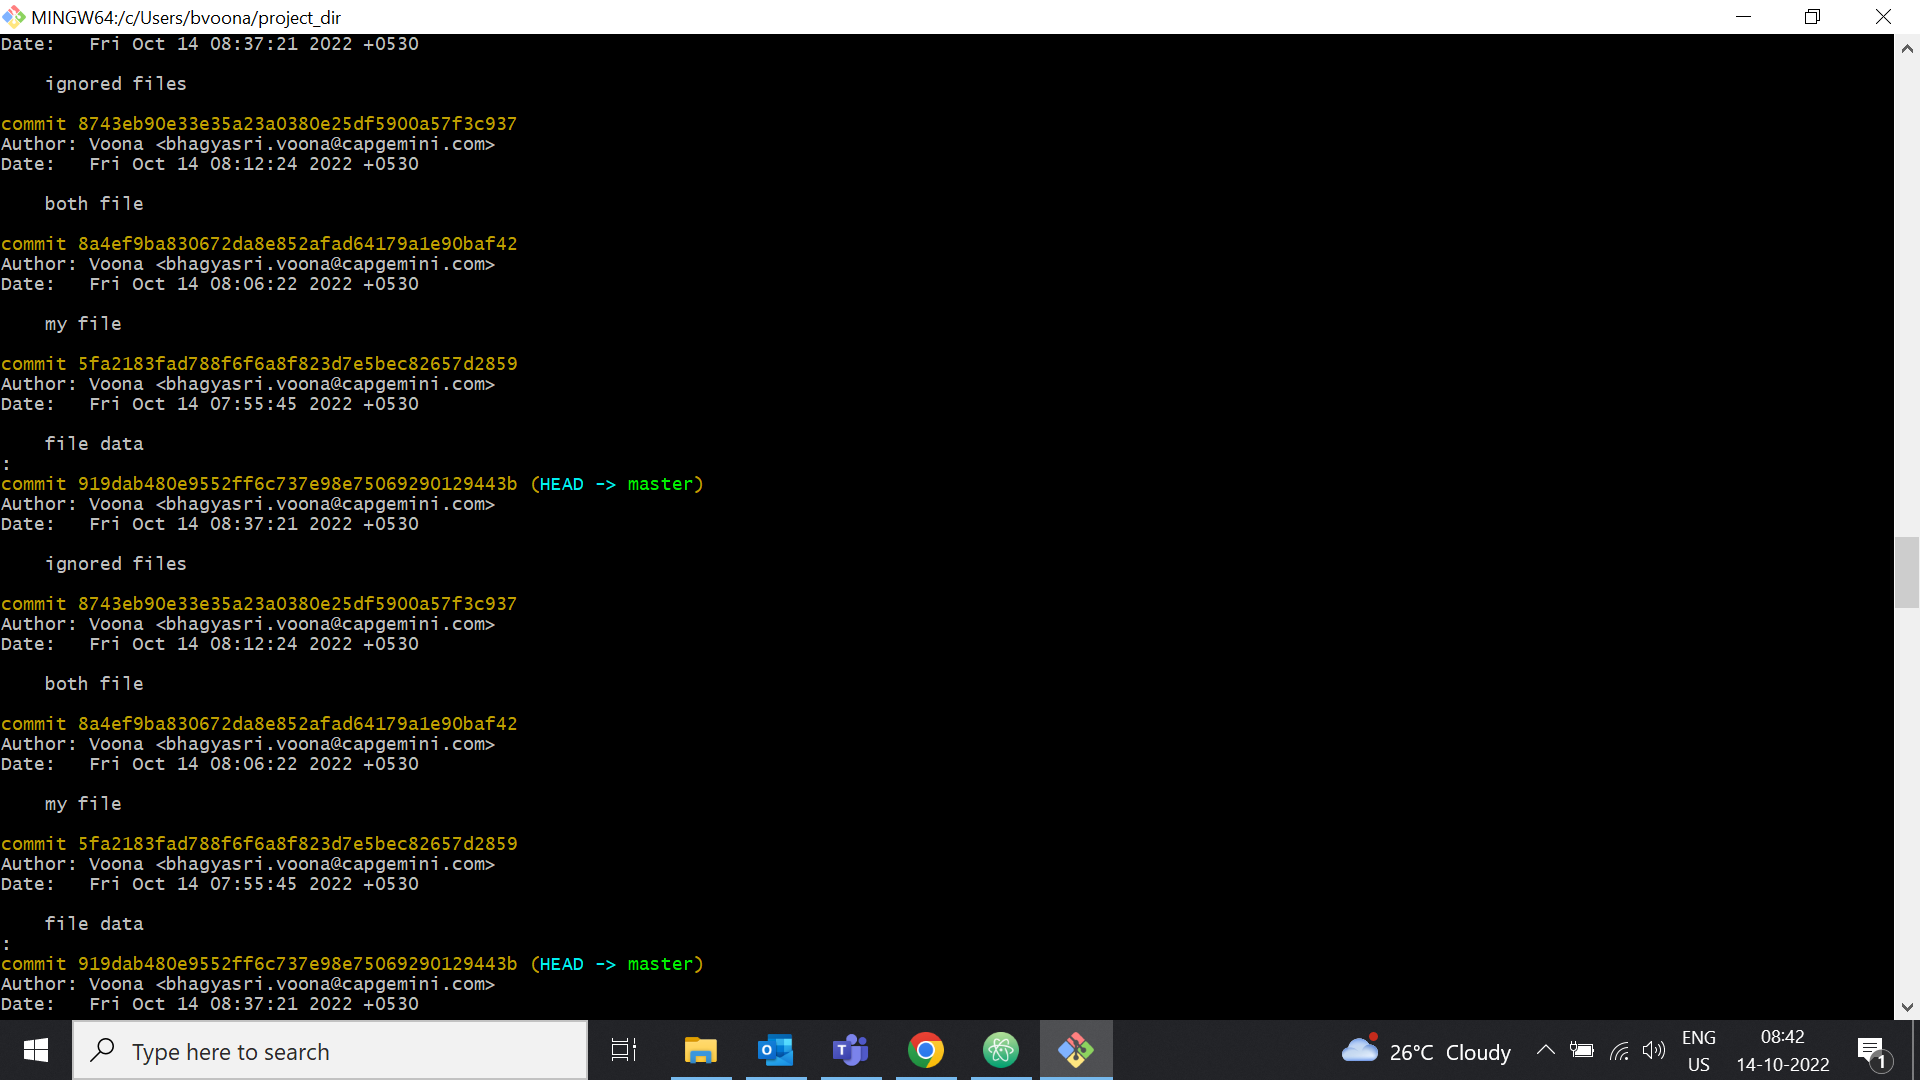 MINGW64:/c/Users/bvoona/project_dir
Date:   Fri Oct 14 08:37:21 2022 +0530
    ignored files
commit 8743eb90e33e35a23a0380e25df5900a57f3c937
Author: Voona <bhagyasri.voona@capgemini.com>
Date:   Fri Oct 14 08:12:24 2022 +0530
    both file
commit 8a4ef9ba830672da8e852afad64179a1e90baf42
Author: Voona <bhagyasri.voona@capgemini.com>
Date:   Fri Oct 14 08:06:22 2022 +0530
    my file
commit 5fa2183fad788f6f6a8f823d7e5bec82657d2859
Author: Voona <bhagyasri.voona@capgemini.com>
Date:   Fri Oct 14 07:55:45 2022 +0530
    file data
:
commit 919dab480e9552ff6c737e98e75069290129443b (HEAD -> master)
Author: Voona <bhagyasri.voona@capgemini.com>
Date:   Fri Oct 14 08:37:21 2022 +0530
    ignored files
commit 8743eb90e33e35a23a0380e25df5900a57f3c937
Author: Voona <bhagyasri.voona@capgemini.com>
Date:   Fri Oct 14 08:12:24 2022 +0530
    both file
commit 8a4ef9ba830672da8e852afad64179a1e90baf42
Author: Voona <bhagyasri.voona@capgemini.com>
Date:   Fri Oct 14 08:06:22 2022 +0530
    my file
commit 5fa2183fad788f6f6a8f823d7e5bec82657d2859
Author: Voona <bhagyasri.voona@capgemini.com>
Date:   Fri Oct 14 07:55:45 2022 +0530
    file data
:
commit 919dab480e9552ff6c737e98e75069290129443b (HEAD -> master)
Author: Voona <bhagyasri.voona@capgemini.com>
Date:   Fri Oct 14 08:37:21 2022 +0530
Type here to search
26°C Cloudy
ENG
US
08:42
14-10-2022
1